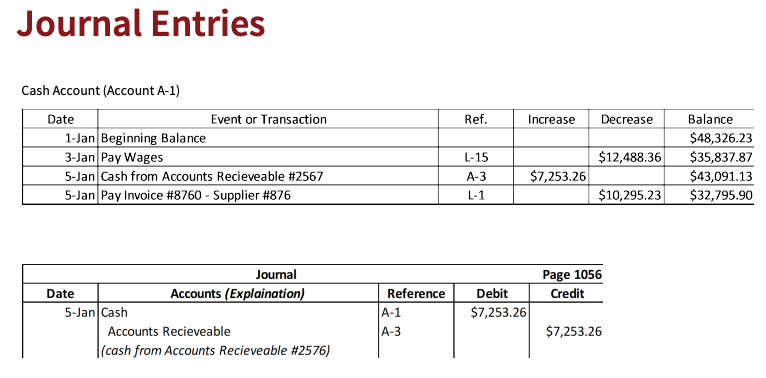 Journal Entries
Cash Account (Account A-1)
Date Event or Transaction Ref. Increase Decrease Balance
1-Jan Beginning Balance $48,326.23
3-Jan Pay Wages L-15 $12,488.36 $35,837.87
5-Jan Cash from Accounts Recieveable #2567 A-3 $7,253.26 $43,091.13
5-Jan Pay Invoice #8760 - Supplier #876 L-1 $10,295.23 $32,795.90
Journal Page 1056
Date Accounts (Explaination) Reference Debit Credit
5-Jan Cash A-1 $7,253.26
Accounts Recieveable A-3 $7,253.26
(cash from Accounts Recieveable #2576)